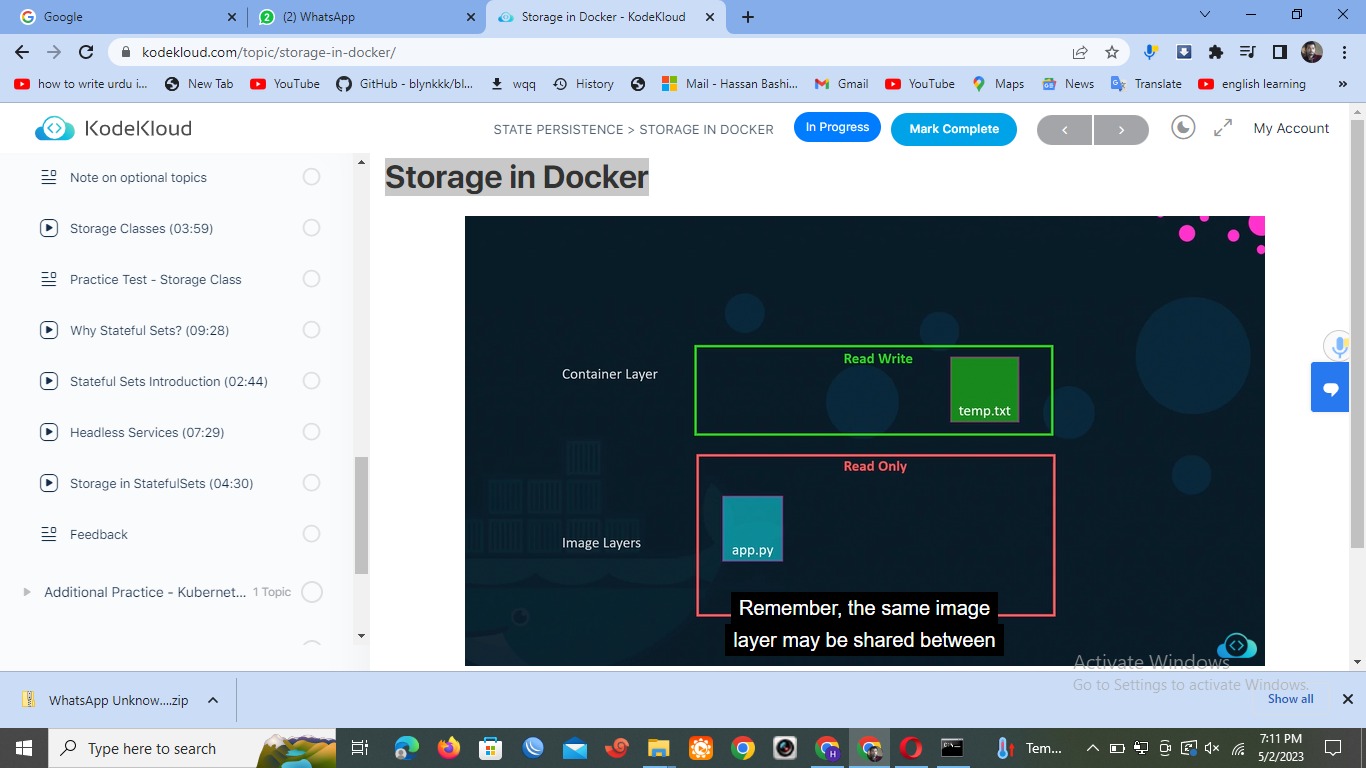 Google
(2) WhatsApp
Storage in Docker - KodeKloud
kodekloud.com/topic/storage-in-docker/
how to write urdu i...
New Tab
YouTube
GitHub - blynkkk/bl...
wqq
History
Mail - Hassan Bashi...
Gmail
YouTube
Maps
News
Translate
english learning
»
KodeKloud
STATE PERSISTENCE > STORAGE IN DOCKER
In Progress
Mark Complete
My Account
Note on optional topics
Storage Classes (03:59)
Practice Test - Storage Class
Why Stateful Sets? (09:28)
Stateful Sets Introduction (02:44)
Headless Services (07:29)
Storage in StatefulSets (04:30)
Feedback
Additional Practice - Kubernet... 1 Topic
Storage in Docker
Container Layer
Read Write
temp.txt
Read Only
Image Layers
app.py
Remember, the same image
layer may be shared between
Activate Windows
Go to Settings to activate Windows.
WhatsApp Unknow....zip
Show all
Type here to search
Tem...
7:11 PM
5/2/2023